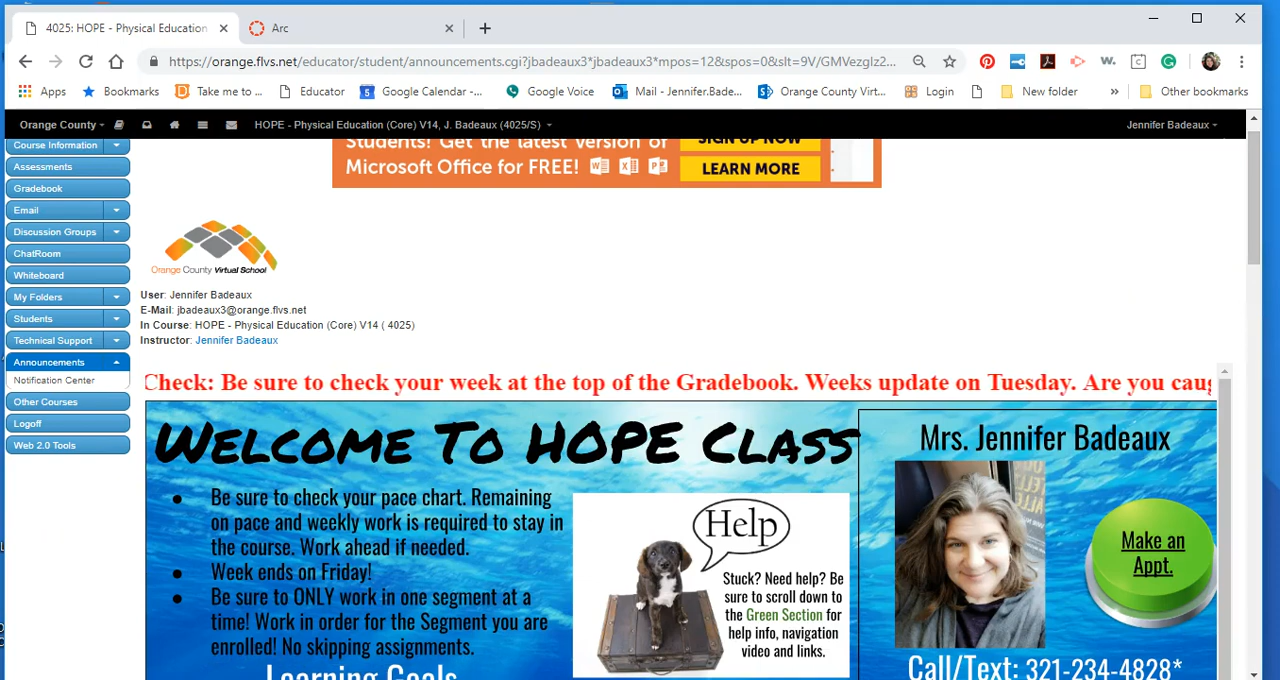 4025: HOPE - Physical Education
Arc
https://orange.flvs.net/educator/student/announcements.cgi?jbadeaux3*jbadeaux3*mpos=12&spos=0&slt=9V/GMVezgIz2...
Apps
Bookmarks
Take me to ...
Educator
Google Calendar -...
Google Voice
Mail - Jennifer.Bade...
Orange County Virt...
Login
New folder
»
Other bookmarks
Orange County
HOPE - Physical Education (Core) V14, J. Badeaux (4025/S)
Jennifer Badeaux
Course Information
Assessments
Gradebook
Email
Discussion Groups
ChatRoom
Whiteboard
My Folders
Students
Technical Support
Announcements
Notification Center
Other Courses
Logoff
Web 2.0 Tools
Students! Get the latest version of
Microsoft Office for FREE!
SIGN UP NOW
LEARN MORE
Orange County Virtual School
User: Jennifer Badeaux
E-Mail: jbadeaux3@orange.flvs.net
In Course: HOPE - Physical Education (Core) V14 ( 4025)
Instructor: Jennifer Badeaux
Check: Be sure to check your week at the top of the Gradebook. Weeks update on Tuesday. Are you caug
Welcome To HOPE Class
• Be sure to check your pace chart. Remaining
on pace and weekly work is required to stay in
the course. Work ahead if needed.
• Week ends on Friday!
• Be sure to ONLY work in one segment at a
time! Work in order for the Segment you are
enrolled! No skipping assignments.
Learning Goals
Help
Stuck? Need help? Be
sure to scroll down to
the Green Section for
help info, navigation
video and links.
Mrs. Jennifer Badeaux
Make an
Appt.
Call/Text: 321-234-4828*